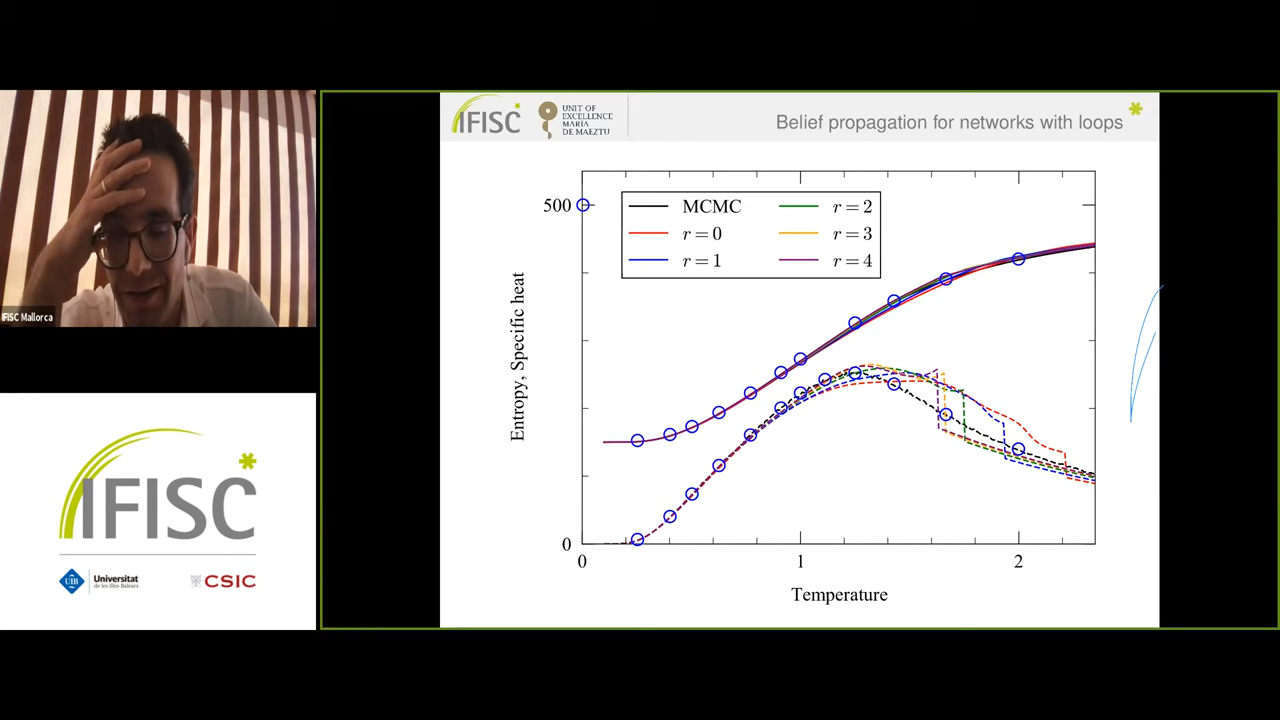 IFISC Mallorca
IFISC
UIB
Universitat
de les Illes Balears
CSIC
IFISC
UNIT OF
EXCELLENCE
MARÍA
DE MAEZTU
Belief propagation for networks with loops
500
MCMC
r = 0
r = 1
r = 2
r = 3
r = 4
Entropy, Specific heat
0
0
1
2
Temperature